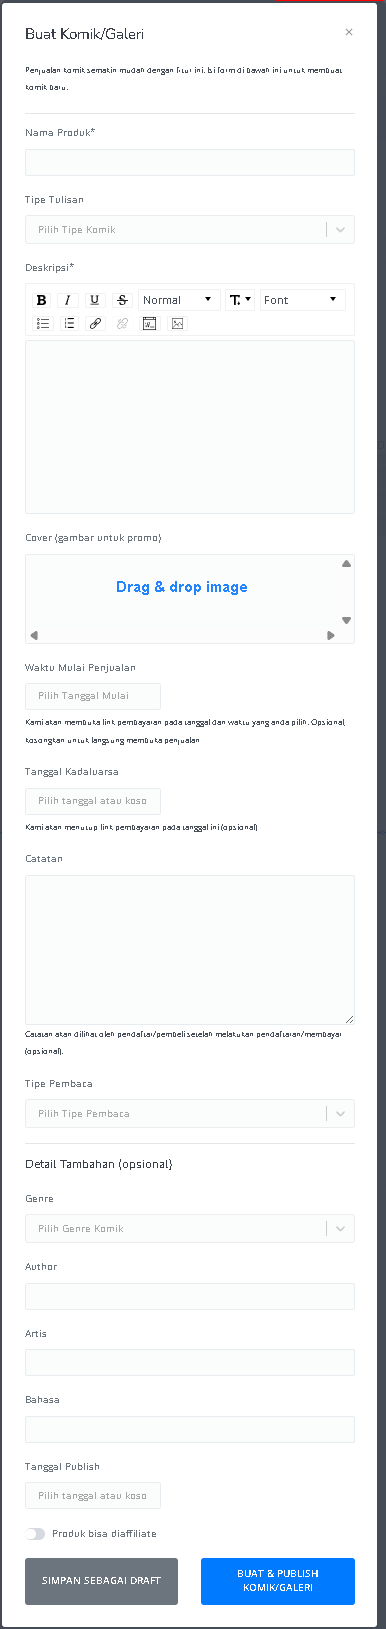 Buat Komik/Galeri
×
Penjualan komik semakin mudah dengan fitur ini. Isi form di bawah ini untuk membuat
komik baru.
Nama Produk*
Tipe Tulisan
Pilih Tipe Komik
Deskripsi*
B I U S Normal T. Font
Cover (gambar untuk promo)
Drag & drop image
Waktu Mulai Penjualan
Pilih Tanggal Mulai
Kami akan membuka link pembayaran pada tanggal dan waktu yang anda pilih. Opsional,
kosongkan untuk langsung membuka penjualan
Tanggal Kadaluarsa
Pilih tanggal atau koso
Kami akan menutup link pembayaran pada tanggal ini (opsional)
Catatan
Catatan akan dilihat oleh pendaftar/pembeli setelah melakukan pendaftaran/membayar
(opsional).
Tipe Pembaca
Pilih Tipe Pembaca
Detail Tambahan (opsional)
Genre
Pilih Genre Komik
Author
Artis
Bahasa
Tanggal Publish
Pilih tanggal atau koso
Produk bisa diaffiliate
SIMPAN SEBAGAI DRAFT
BUAT & PUBLISH
KOMIK/GALERI